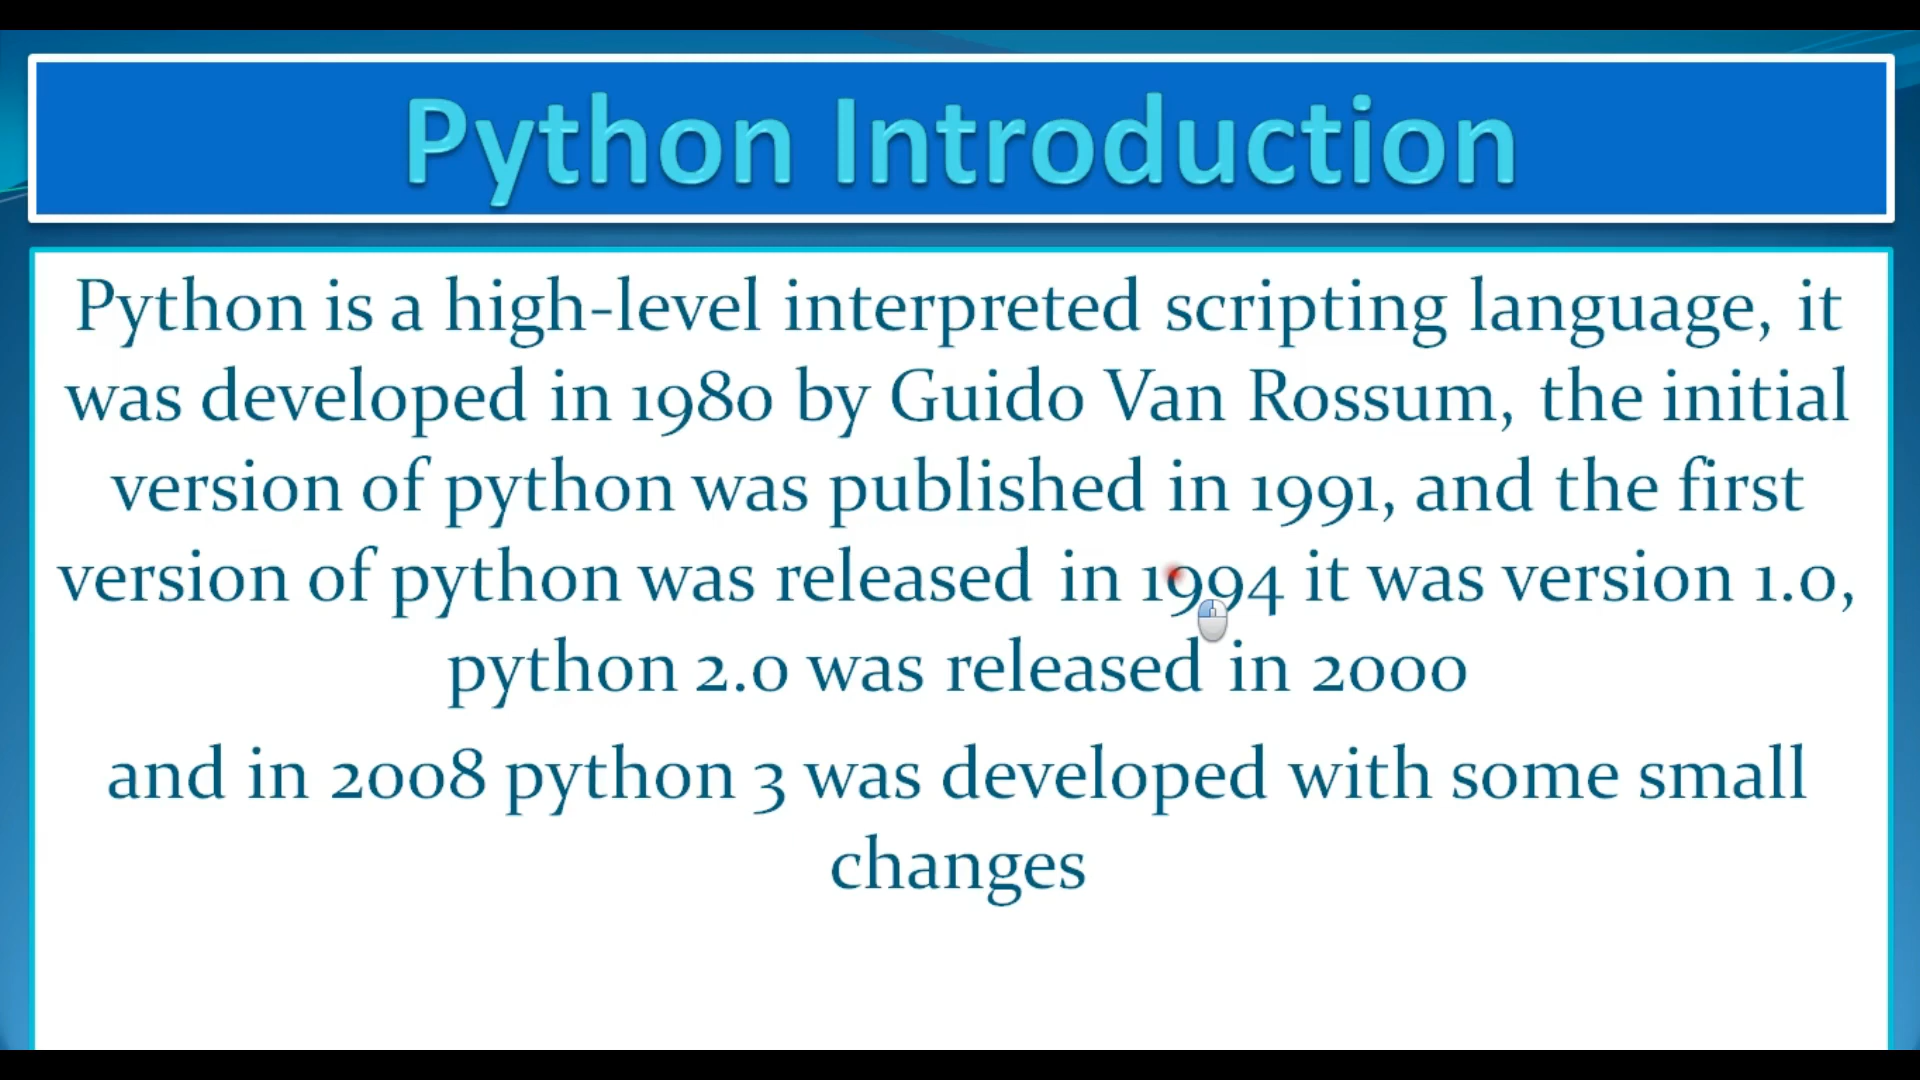 Python Introduction
Python is a high-level interpreted scripting language, it
was developed in 1980 by Guido Van Rossum, the initial
version of python was published in 1991, and the first
version of python was released in 1994 it was version 1.0,
python 2.0 was released in 2000
and in 2008 python 3 was developed with some small
changes